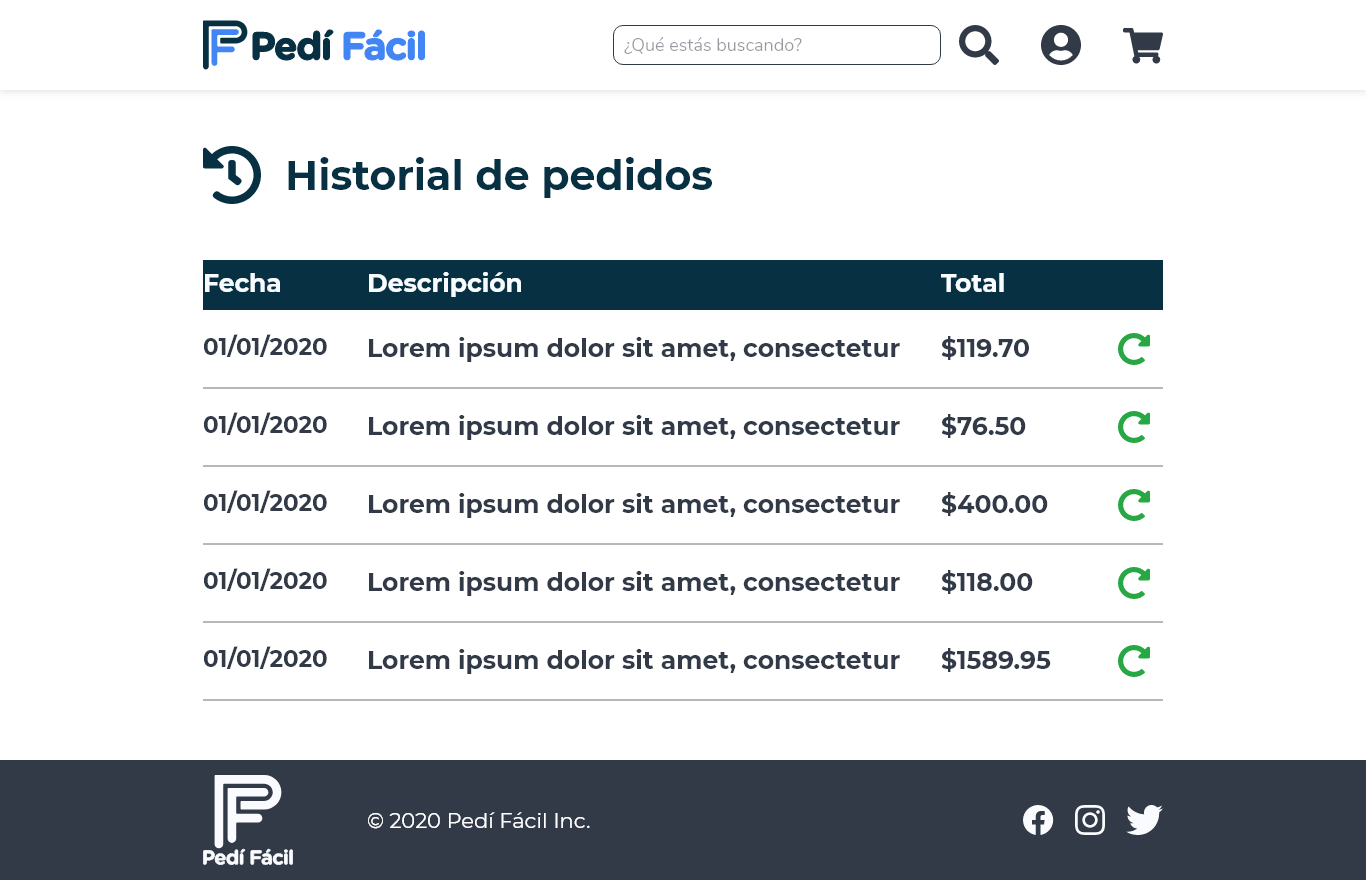 Pedí Fácil
¿Qué estás buscando?
Historial de pedidos
Fecha Descripción Total
01/01/2020 Lorem ipsum dolor sit amet, consectetur $119.70
01/01/2020 Lorem ipsum dolor sit amet, consectetur $76.50
01/01/2020 Lorem ipsum dolor sit amet, consectetur $400.00
01/01/2020 Lorem ipsum dolor sit amet, consectetur $118.00
01/01/2020 Lorem ipsum dolor sit amet, consectetur $1589.95
Pedí Fácil
© 2020 Pedí Fácil Inc.